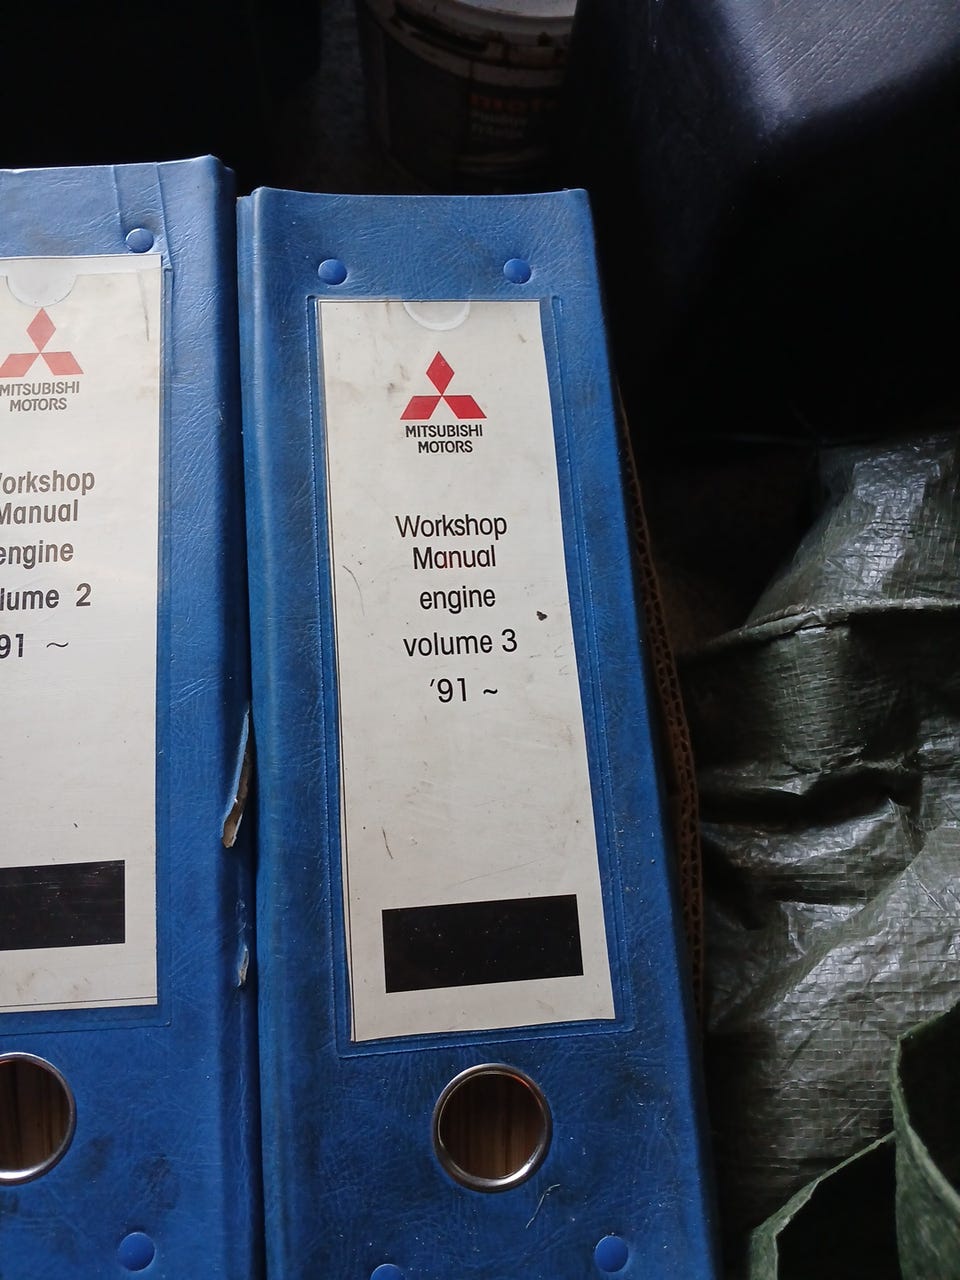 MITSUBISHI
MOTORS
orkshop
Manual
engine
lume 2
91 ~
MITSUBISHI
MOTORS
Workshop
Manual
engine
volume 3
'91 ~